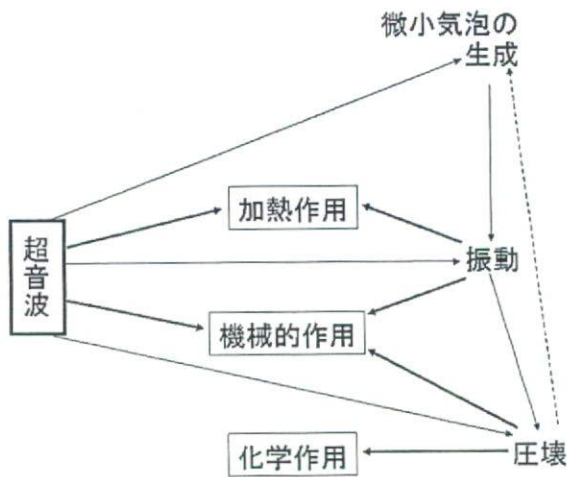 微小気泡の
生成
加熱作用
超音波
振動
機械的作用
圧壊
化学作用